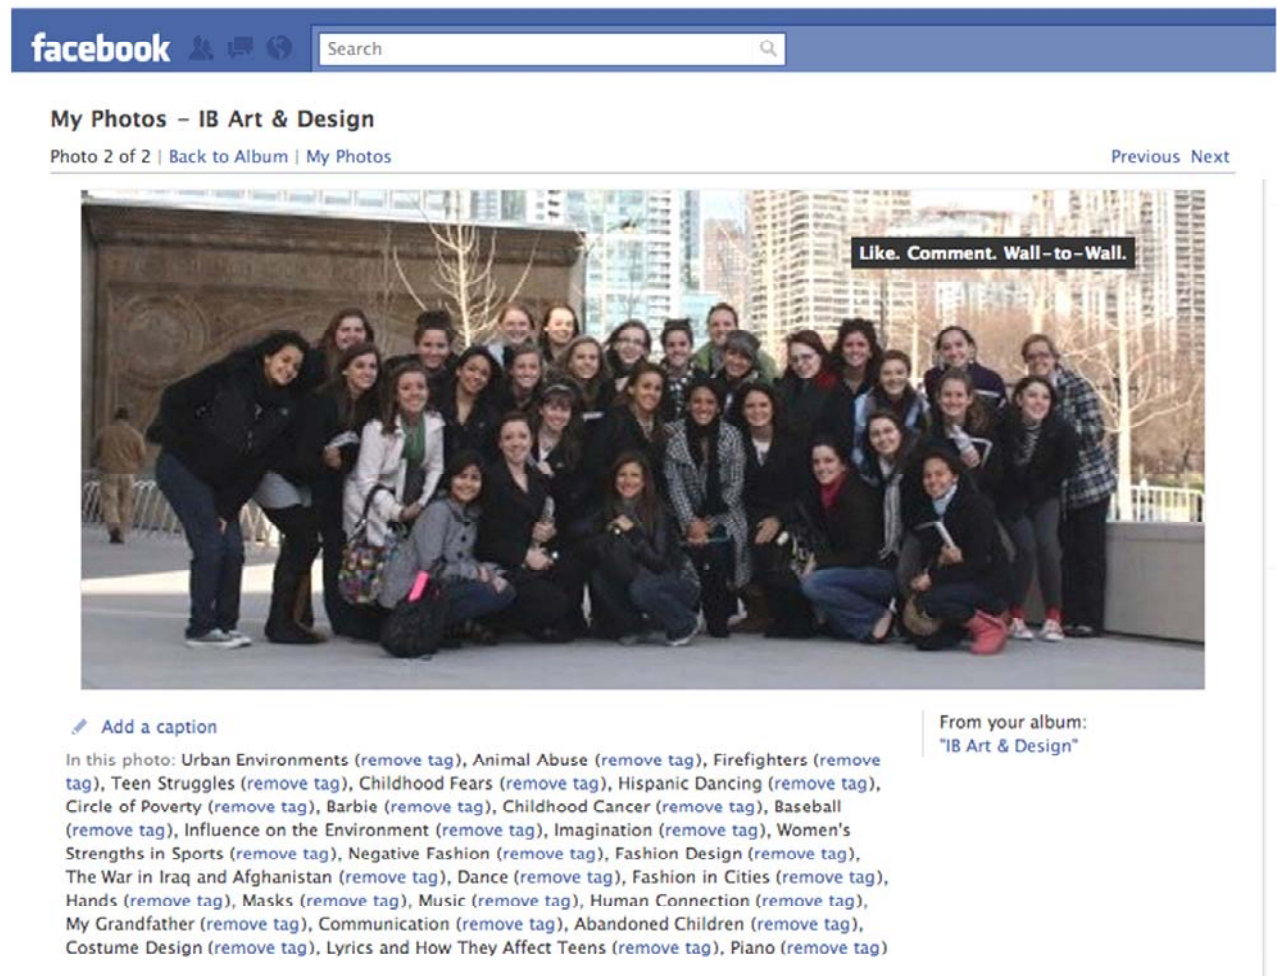 facebook
Search
My Photos – IB Art & Design
Photo 2 of 2 | Back to Album | My Photos
Previous Next
Like. Comment. Wall-to-Wall.
Add a caption
In this photo: Urban Environments (remove tag), Animal Abuse (remove tag), Firefighters (remove
tag), Teen Struggles (remove tag), Childhood Fears (remove tag), Hispanic Dancing (remove tag),
Circle of Poverty (remove tag), Barbie (remove tag), Childhood Cancer (remove tag), Baseball
(remove tag), Influence on the Environment (remove tag), Imagination (remove tag), Women's
Strengths in Sports (remove tag), Negative Fashion (remove tag), Fashion Design (remove tag),
The War in Iraq and Afghanistan (remove tag), Dance (remove tag), Fashion in Cities (remove tag),
Hands (remove tag), Masks (remove tag), Music (remove tag), Human Connection (remove tag),
My Grandfather (remove tag), Communication (remove tag), Abandoned Children (remove tag),
Costume Design (remove tag), Lyrics and How They Affect Teens (remove tag), Piano (remove tag)
From your album:
"IB Art & Design"